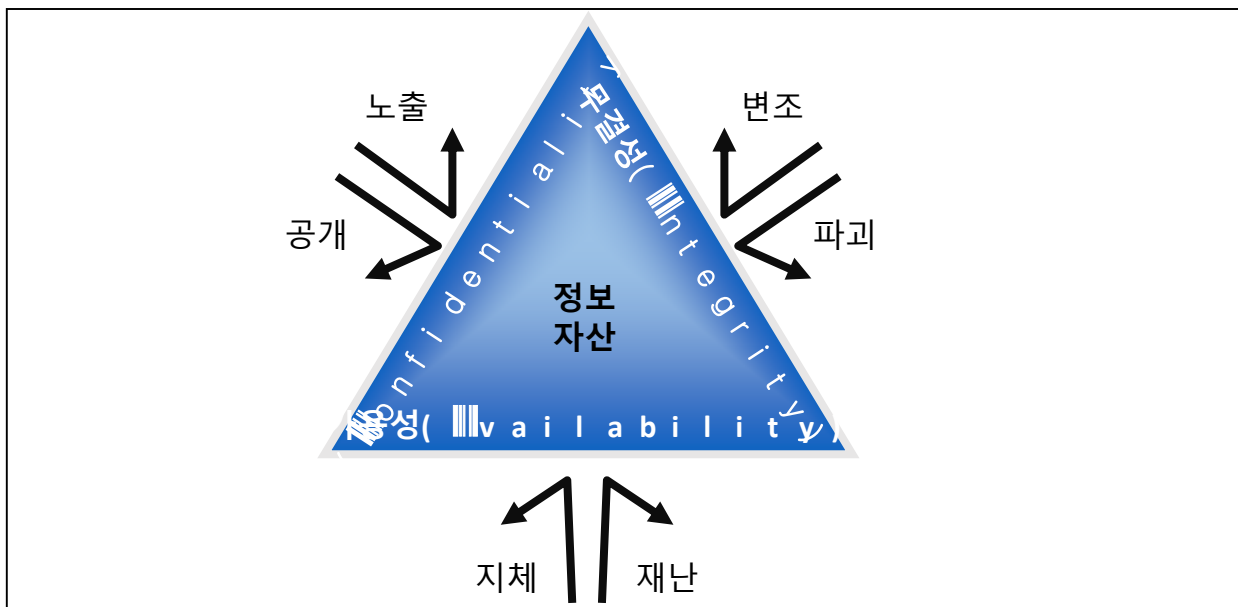 노출
변조
공개
파괴
무결성( ntegrity)
onfidentiality
정보
자산
용성( vailability)
지체
재난